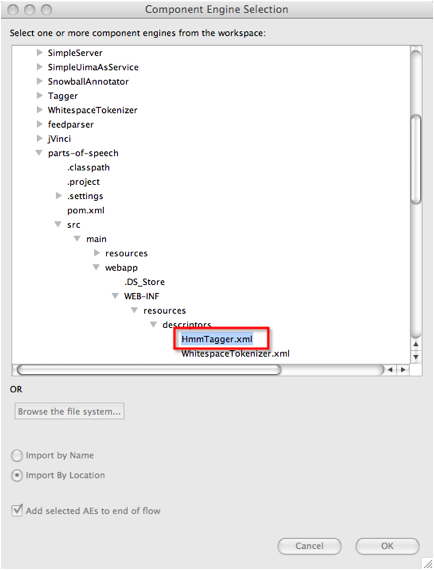 Component Engine Selection
Select one or more component engines from the workspace:
SimpleServer
SimpleUimaAsService
SnowballAnnotator
Tagger
WhitespaceTokenizer
feedparser
jVinci
parts-of-speech
.classpath
.project
.settings
pom.xml
src
main
resources
webapp
.DS_Store
WEB-INF
resources
descriptors
HmmTagger.xml
WhitespaceTokenizer.xml
OR
Browse the file system...
Import by Name
Import By Location
Add selected AEs to end of flow
Cancel
OK